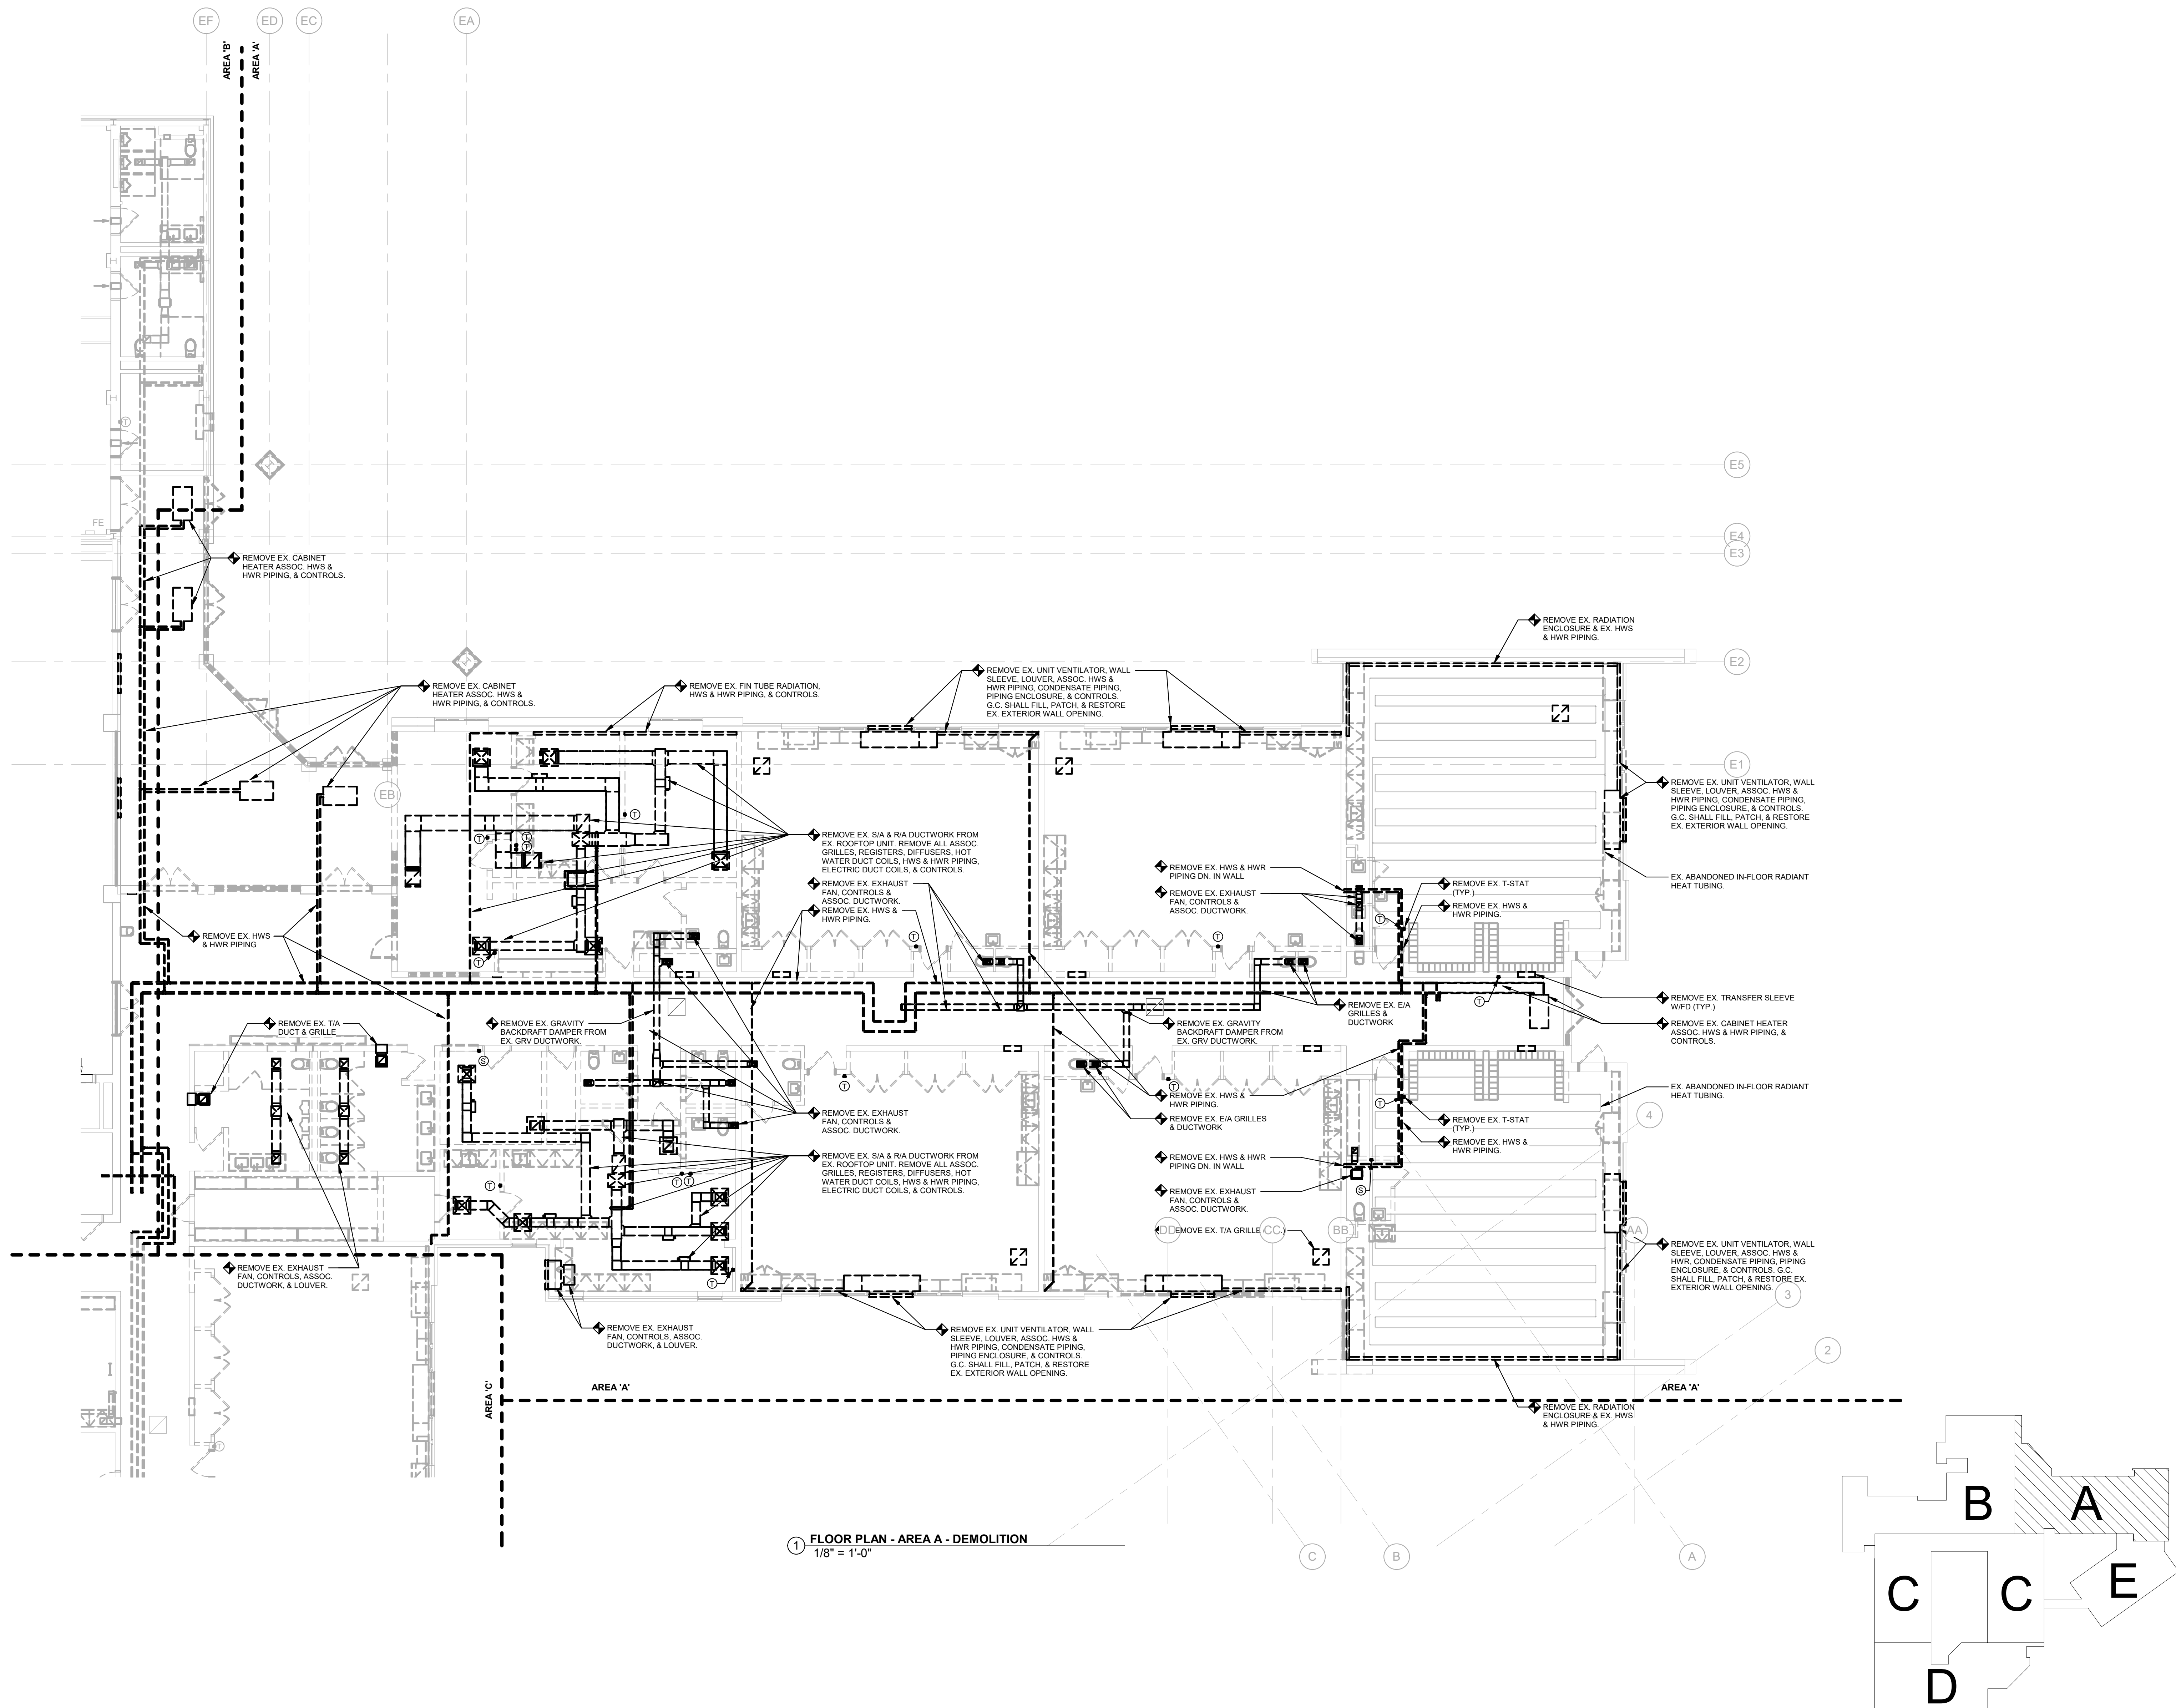 EF
ED
EC
EA
AREA 'B'
AREA 'A'
E5
FE
E4
E3
REMOVE EX. CABINET
HEATER ASSOC. HWS &
HWR PIPING, & CONTROLS.
REMOVE EX. RADIATION
ENCLOSURE & EX. HWS
& HWR PIPING.
E2
REMOVE EX. CABINET
HEATER ASSOC. HWS &
HWR PIPING, & CONTROLS.
REMOVE EX. FIN TUBE RADIATION,
HWS & HWR PIPING, & CONTROLS.
REMOVE EX. UNIT VENTILATOR, WALL
SLEEVE, LOUVER, ASSOC. HWS &
HWR PIPING, CONDENSATE PIPING,
PIPING ENCLOSURE, & CONTROLS.
G.C. SHALL FILL, PATCH, & RESTORE
EX. EXTERIOR WALL OPENING.
E1
EB
REMOVE EX. UNIT VENTILATOR, WALL
SLEEVE, LOUVER, ASSOC. HWS &
HWR PIPING, CONDENSATE PIPING,
PIPING ENCLOSURE, & CONTROLS.
G.C. SHALL FILL, PATCH, & RESTORE
EX. EXTERIOR WALL OPENING.
T
T
T
T
REMOVE EX. S/A & R/A DUCTWORK FROM
EX. ROOFTOP UNIT. REMOVE ALL ASSOC.
GRILLES, REGISTERS, DIFFUSERS, HOT
WATER DUCT COILS, HWS & HWR PIPING,
ELECTRIC DUCT COILS, & CONTROLS.
REMOVE EX. EXHAUST
FAN, CONTROLS &
ASSOC. DUCTWORK.
REMOVE EX. HWS &
HWR PIPING.
REMOVE EX. HWS & HWR
PIPING DN. IN WALL
REMOVE EX. EXHAUST
FAN, CONTROLS &
ASSOC. DUCTWORK.
REMOVE EX. T-STAT
(TYP.)
REMOVE EX. HWS &
HWR PIPING.
EX. ABANDONED IN-FLOOR RADIANT
HEAT TUBING.
REMOVE EX. HWS
& HWR PIPING
T
T
T
T
T
T
REMOVE EX. TRANSFER SLEEVE
W/FD (TYP.)
REMOVE EX. E/A
GRILLES &
DUCTWORK
REMOVE EX. T/A
DUCT & GRILLE
REMOVE EX. GRAVITY
BACKDRAFT DAMPER FROM
EX. GRV DUCTWORK.
REMOVE EX. GRAVITY
BACKDRAFT DAMPER FROM
EX. GRV DUCTWORK.
REMOVE EX. CABINET HEATER
ASSOC. HWS & HWR PIPING, &
CONTROLS.
S
T
T
T
REMOVE EX. HWS &
HWR PIPING.
REMOVE EX. E/A GRILLES
& DUCTWORK
EX. ABANDONED IN-FLOOR RADIANT
HEAT TUBING.
4
REMOVE EX. EXHAUST
FAN, CONTROLS &
ASSOC. DUCTWORK.
REMOVE EX. T-STAT
(TYP.)
REMOVE EX. HWS &
HWR PIPING.
REMOVE EX. S/A & R/A DUCTWORK FROM
EX. ROOFTOP UNIT. REMOVE ALL ASSOC.
GRILLES, REGISTERS, DIFFUSERS, HOT
WATER DUCT COILS, HWS & HWR PIPING,
ELECTRIC DUCT COILS, & CONTROLS.
REMOVE EX. HWS & HWR
PIPING DN. IN WALL
T
T
T
S
REMOVE EX. EXHAUST
FAN, CONTROLS &
ASSOC. DUCTWORK.
EMOVE EX. T/A GRILLE
DD
CC
BB
AA
REMOVE EX. UNIT VENTILATOR, WALL
SLEEVE, LOUVER, ASSOC. HWS &
HWR, CONDENSATE PIPING, PIPING
ENCLOSURE, & CONTROLS. G.C.
SHALL FILL, PATCH, & RESTORE EX.
EXTERIOR WALL OPENING.
REMOVE EX. EXHAUST
FAN, CONTROLS, ASSOC.
DUCTWORK, & LOUVER.
T
3
REMOVE EX. EXHAUST
FAN, CONTROLS, ASSOC.
DUCTWORK, & LOUVER.
REMOVE EX. UNIT VENTILATOR, WALL
SLEEVE, LOUVER, ASSOC. HWS &
HWR PIPING, CONDENSATE PIPING,
PIPING ENCLOSURE, & CONTROLS.
G.C. SHALL FILL, PATCH, & RESTORE
EX. EXTERIOR WALL OPENING.
2
AREA 'C'
AREA 'A'
AREA 'A'
REMOVE EX. RADIATION
ENCLOSURE & EX. HWS
& HWR PIPING.
T
1
FLOOR PLAN - AREA A - DEMOLITION
1/8" = 1'-0"
C
B
A
B
A
C
C
E
D